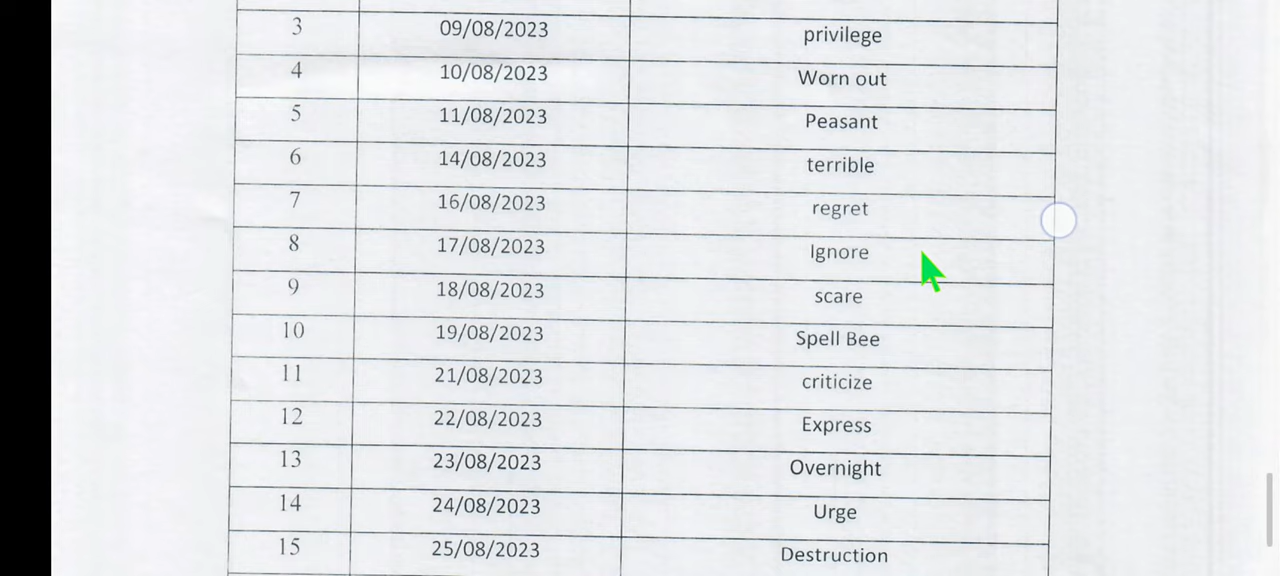 3 09/08/2023 privilege
4 10/08/2023 Worn out
5 11/08/2023 Peasant
6 14/08/2023 terrible
7 16/08/2023 regret
8 17/08/2023 Ignore
9 18/08/2023 scare
10 19/08/2023 Spell Bee
11 21/08/2023 criticize
12 22/08/2023 Express
13 23/08/2023 Overnight
14 24/08/2023 Urge
15 25/08/2023 Destruction